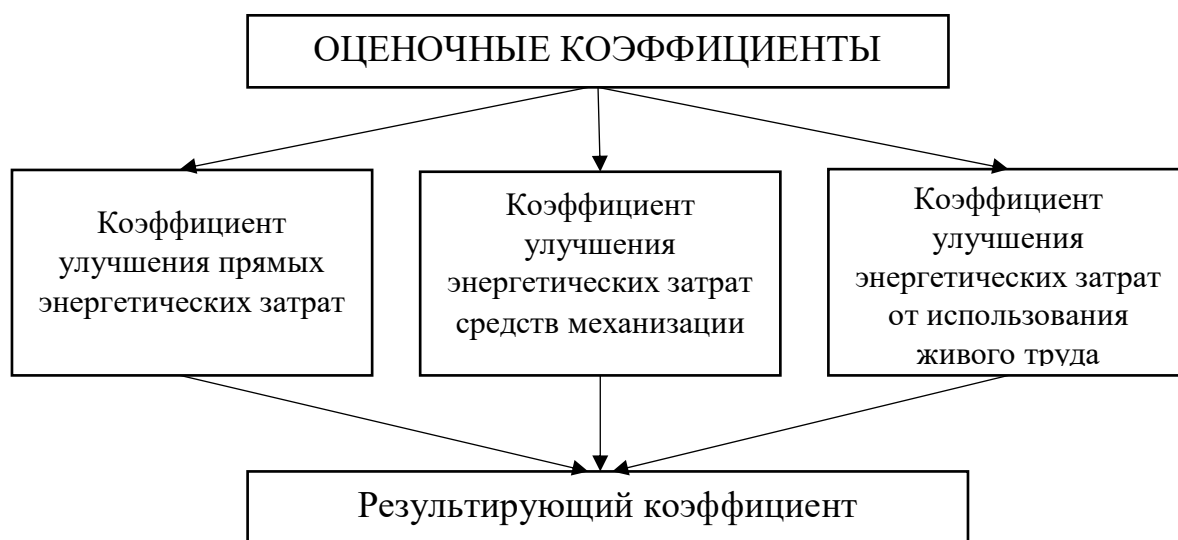 ОЦЕНОЧНЫЕ КОЭФФИЦИЕНТЫ
Коэффициент
улучшения прямых
энергетических затрат
Коэффициент
улучшения
энергетических затрат
средств механизации
Коэффициент
улучшения
энергетических затрат
от использования
живого труда
Результирующий коэффициент